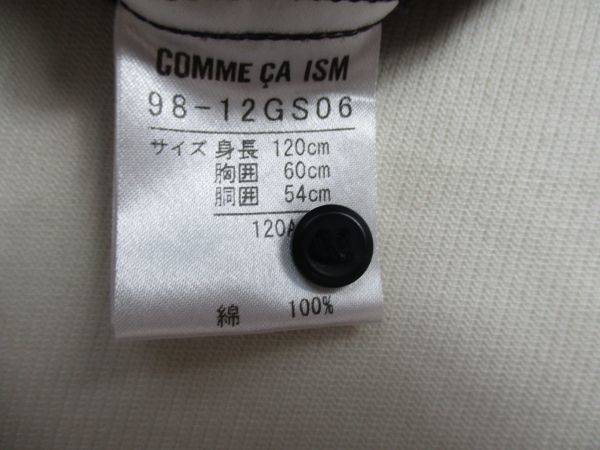 COMME ÇA ISM
98-12GS06
サイズ 身長 120cm
胸囲 60cm
胴囲 54cm
120A
綿 100%